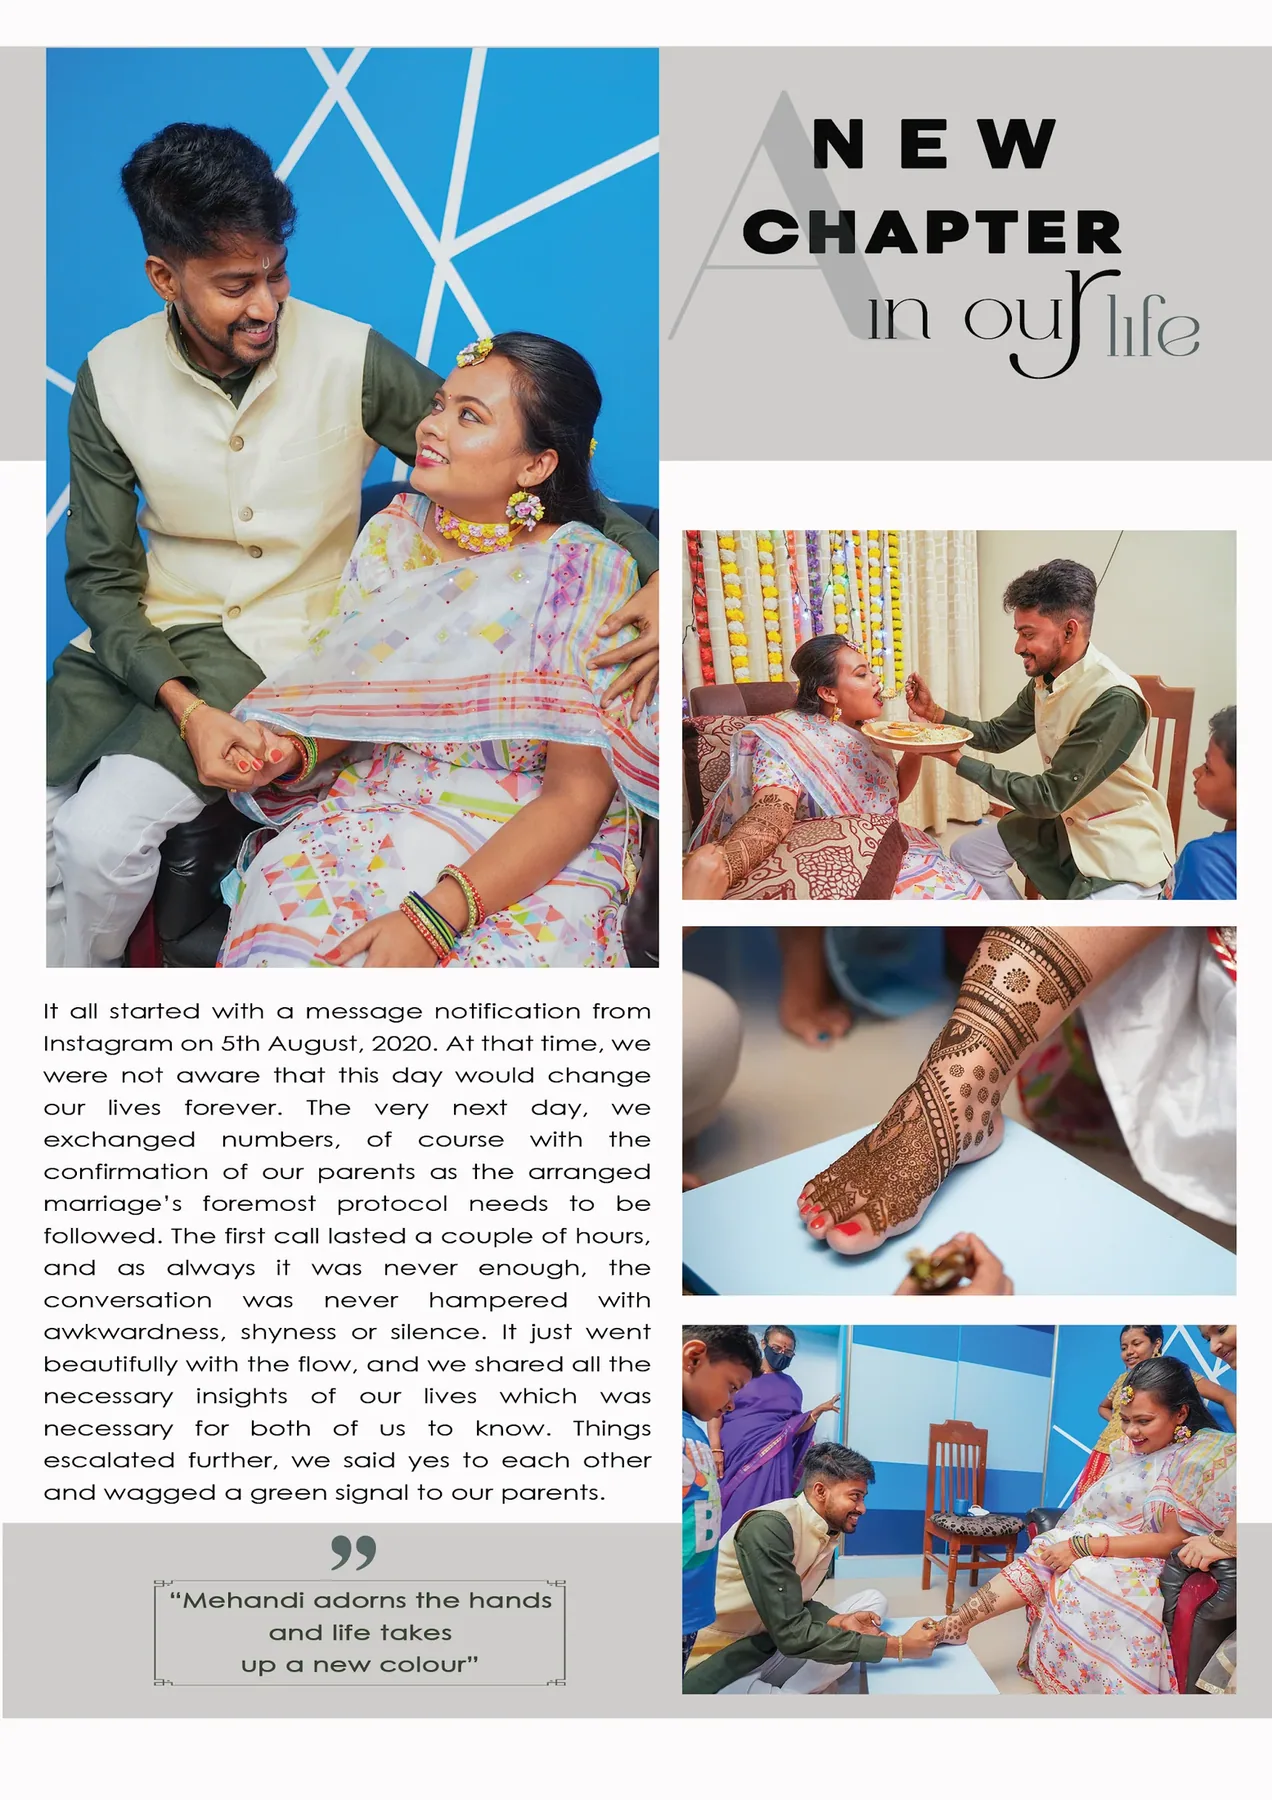 A NEW
CHAPTER
in our life
It all started with a message notification from
Instagram on 5th August, 2020. At that time, we
were not aware that this day would change
our lives forever. The very next day, we
exchanged numbers, of course with the
confirmation of our parents as the arranged
marriage’s foremost protocol needs to be
followed. The first call lasted a couple of hours,
and as always it was never enough, the
conversation was never hampered with
awkwardness, shyness or silence. It just went
beautifully with the flow, and we shared all the
necessary insights of our lives which was
necessary for both of us to know. Things
escalated further, we said yes to each other
and wagged a green signal to our parents.
”
“Mehandi adorns the hands
and life takes
up a new colour”
B